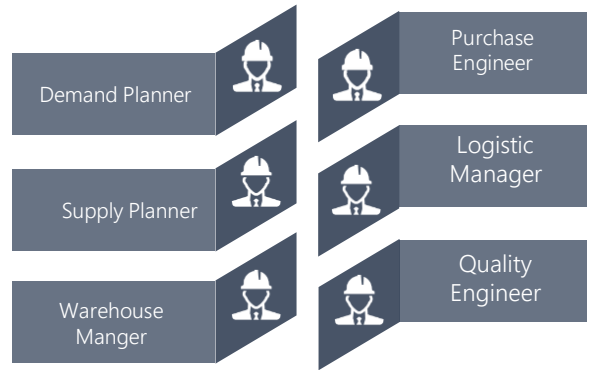 Demand Planner
Supply Planner
Warehouse
Manger
Purchase
Engineer
Logistic
Manager
Quality
Engineer